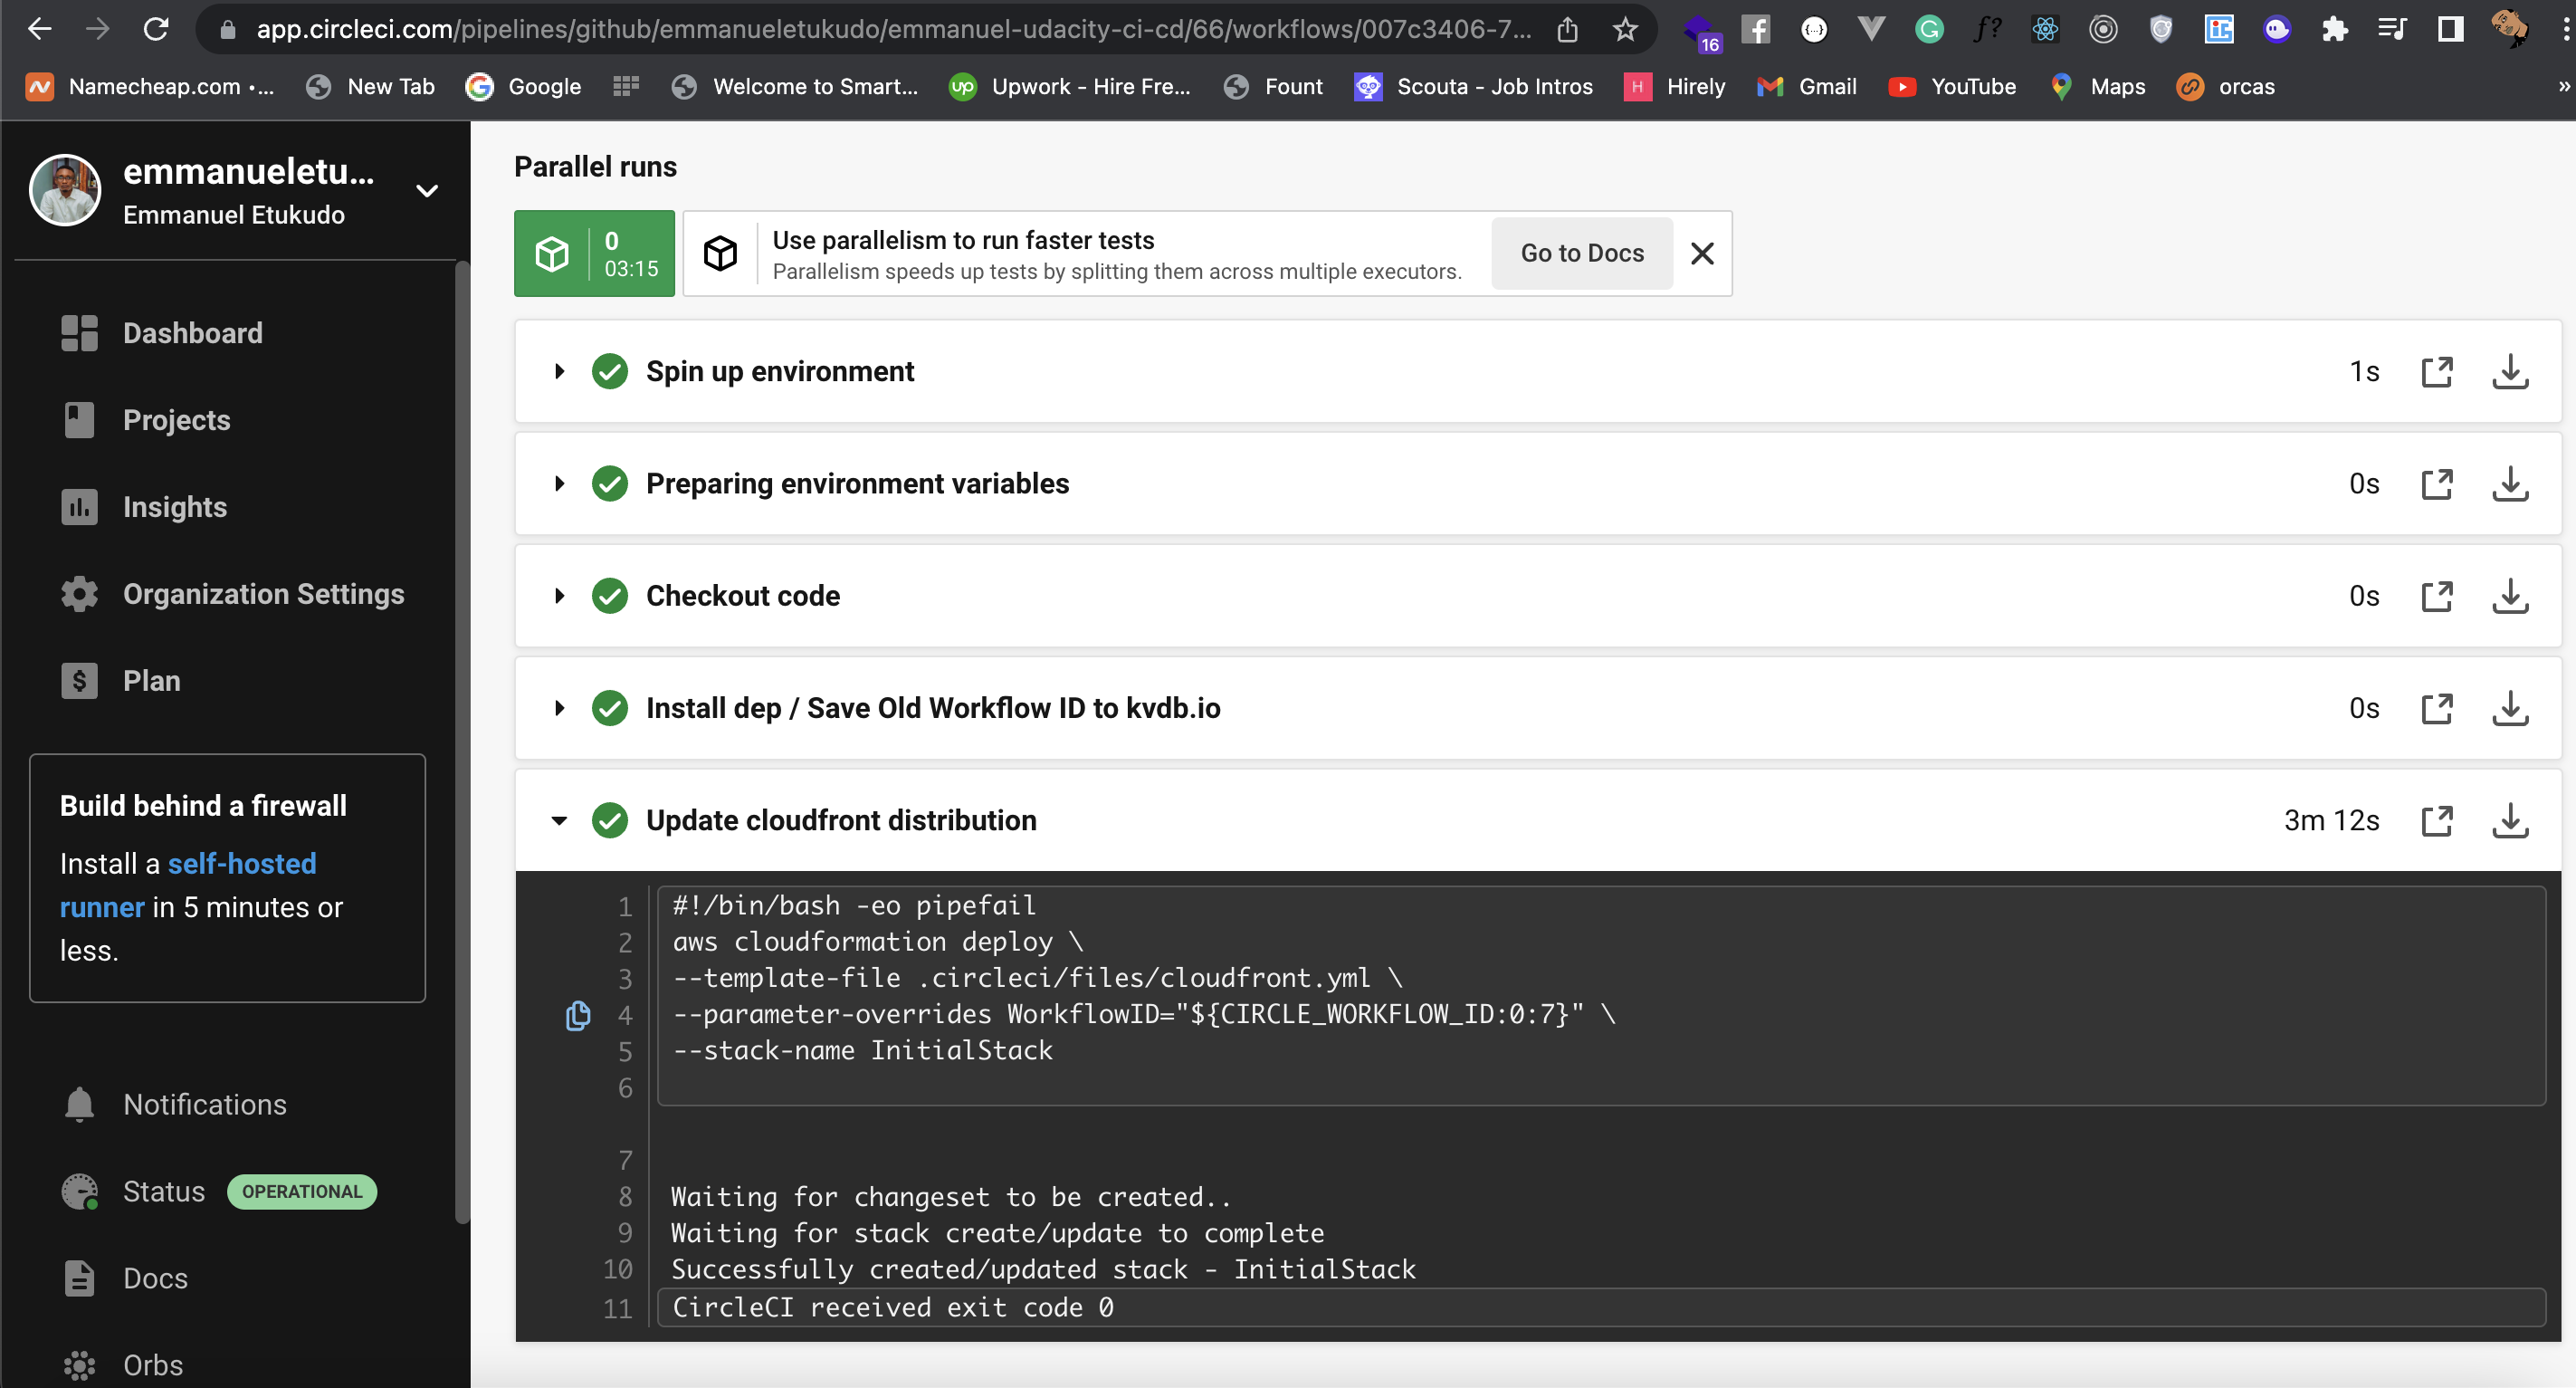 app.circleci.com/pipelines/github/emmanueletukudo/emmanuel-udacity-ci-cd/66/workflows/007c3406-7...
16
f?
Namecheap.com •...
New Tab
Google
Welcome to Smart...
up
Upwork - Hire Fre...
Fount
Scouta - Job Intros
H
Hirely
Gmail
YouTube
Maps
orcas
»
emmanueletu...
Emmanuel Etukudo
Dashboard
Projects
Insights
Organization Settings
Plan
Build behind a firewall
Install a self-hosted
runner in 5 minutes or
less.
Notifications
Status OPERATIONAL
Docs
Orbs
Parallel runs
0
03:15
Use parallelism to run faster tests
Parallelism speeds up tests by splitting them across multiple executors.
Go to Docs
Spin up environment 1s
Preparing environment variables 0s
Checkout code 0s
Install dep / Save Old Workflow ID to kvdb.io 0s
Update cloudfront distribution 3m 12s
1 #!/bin/bash -eo pipefail
2 aws cloudformation deploy \
3 --template-file .circleci/files/cloudfront.yml \
4 --parameter-overrides WorkflowID="${CIRCLE_WORKFLOW_ID:0:7}" \
5 --stack-name InitialStack
6
7
8 Waiting for changeset to be created..
9 Waiting for stack create/update to complete
10 Successfully created/updated stack - InitialStack
11 CircleCI received exit code 0